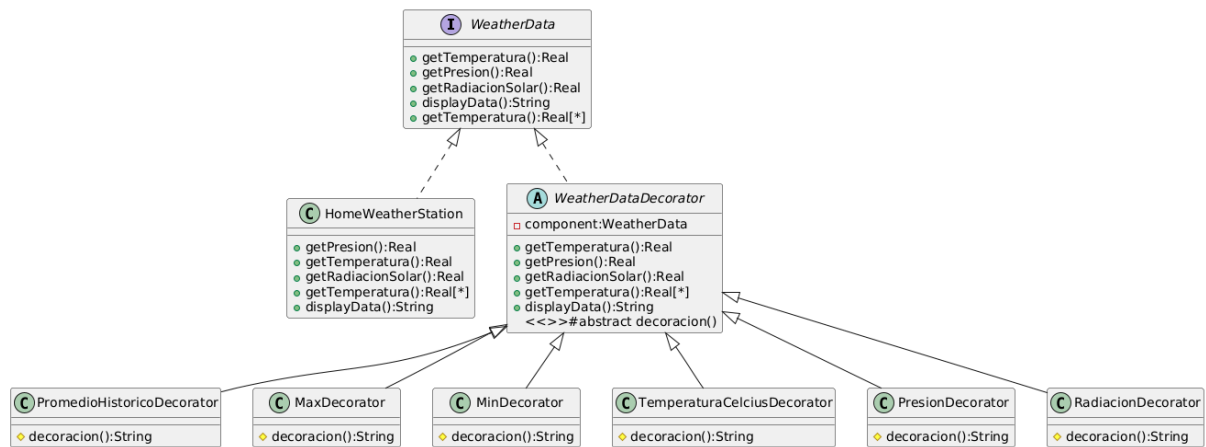 I WeatherData
getTemperatura():Real
getPresion():Real
getRadiacionSolar():Real
displayData():String
getTemperatura():Real[*]
C HomeWeatherStation
getPresion():Real
getTemperatura():Real
getRadiacionSolar():Real
getTemperatura():Real[*]
displayData():String
A WeatherDataDecorator
component:WeatherData
getTemperatura():Real
getPresion():Real
getRadiacionSolar():Real
getTemperatura():Real[*]
displayData():String
<<>>#abstract decoracion()
C PromedioHistoricoDecorator
decoracion():String
C MaxDecorator
decoracion():String
C MinDecorator
decoracion():String
C TemperaturaCelciusDecorator
decoracion():String
C PresionDecorator
decoracion():String
C RadiacionDecorator
decoracion():String